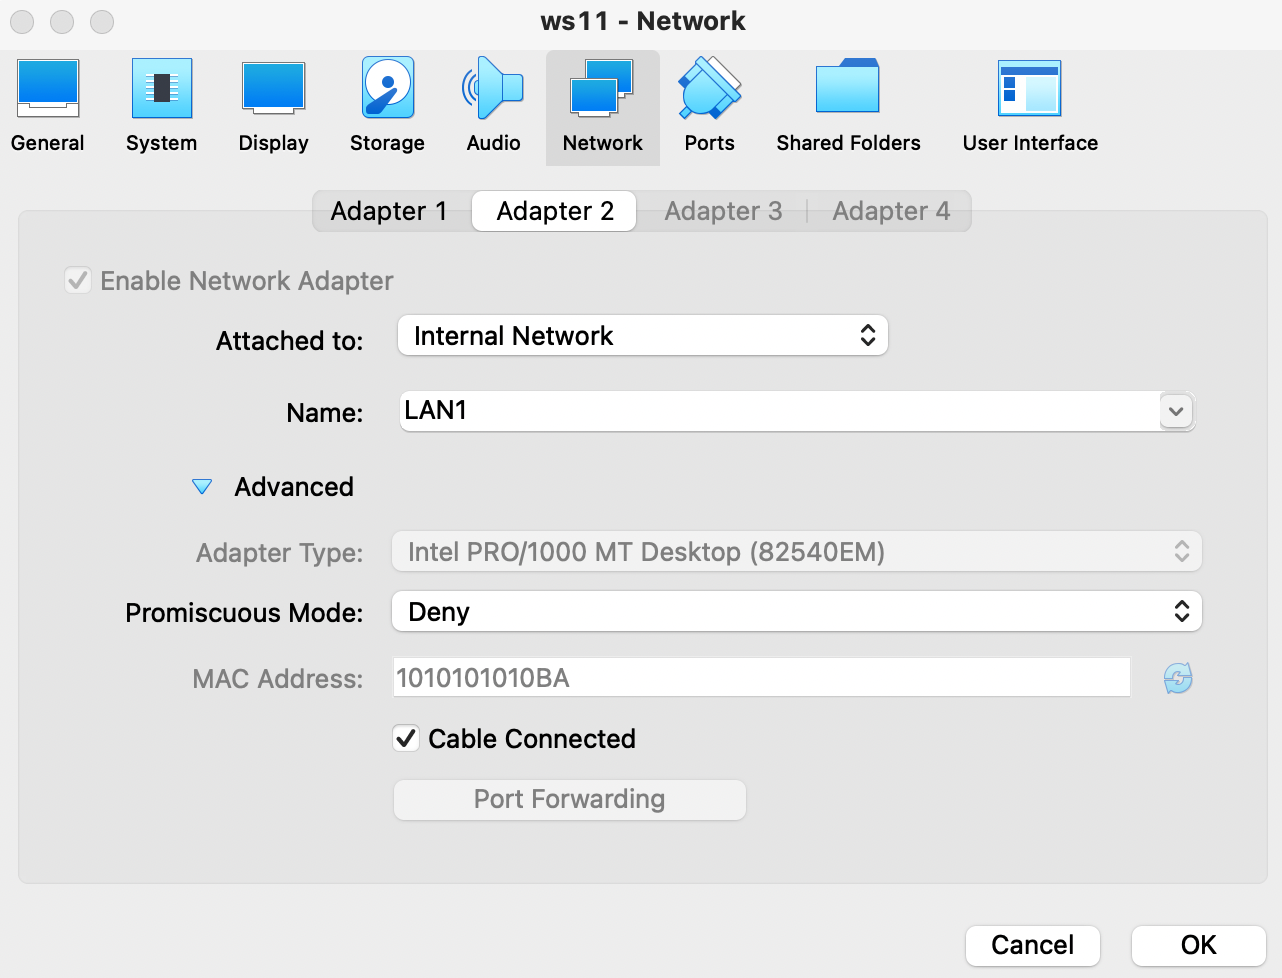 ws11 - Network
General System Display Storage Audio Network Ports Shared Folders User Interface
Adapter 1 Adapter 2 Adapter 3 Adapter 4
Enable Network Adapter
Attached to: Internal Network
Name: LAN1
Advanced
Adapter Type: Intel PRO/1000 MT Desktop (82540EM)
Promiscuous Mode: Deny
MAC Address: 1010101010BA
Cable Connected
Port Forwarding
Cancel OK